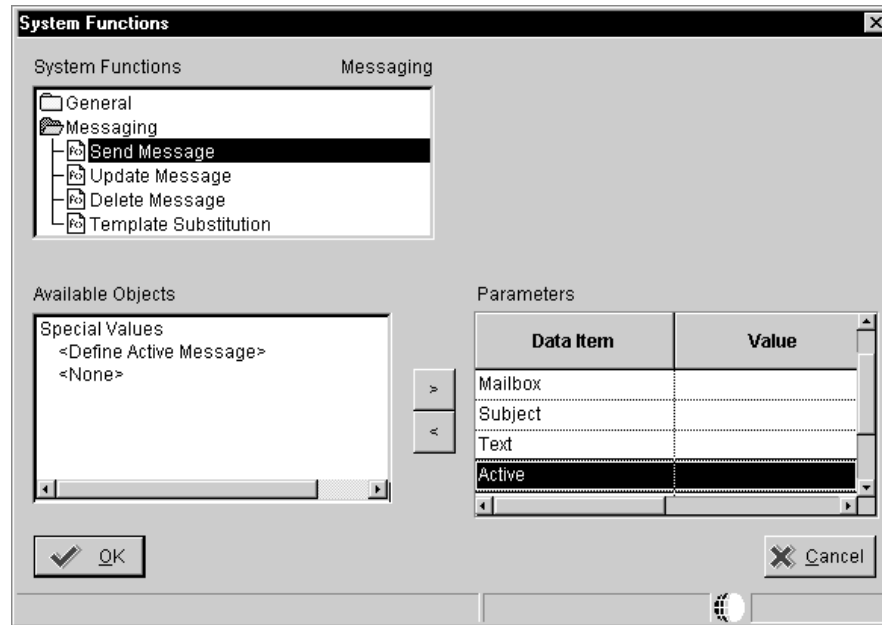 System Functions
System Functions Messaging
General
Messaging
Send Message
Update Message
Delete Message
Template Substitution
Available Objects
Special Values
<Define Active Message>
<None>
>
<
Parameters
Data Item Value
Mailbox
Subject
Text
Active
OK
Cancel